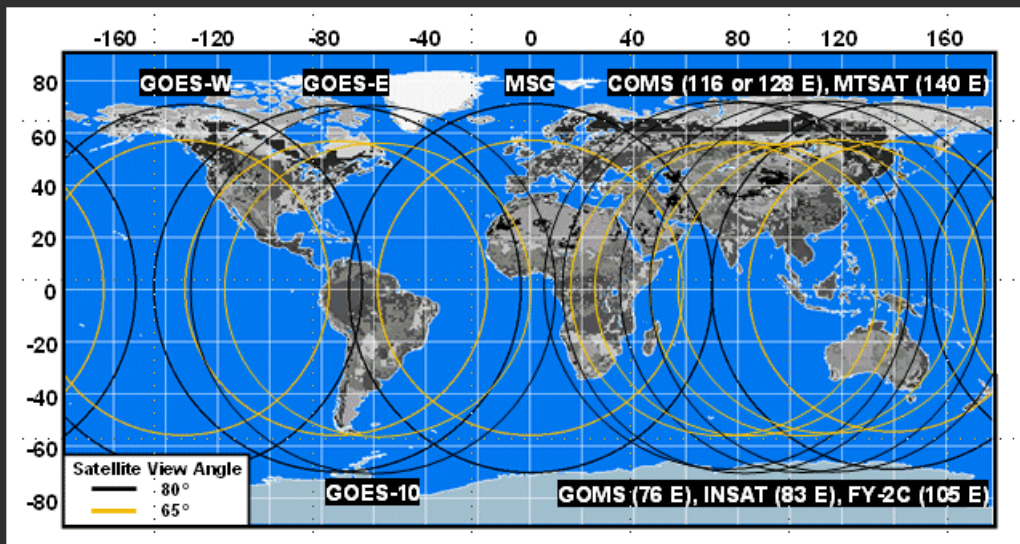 -160 -120 -80 -40 0 40 80 120 160
80
GOES-W GOES-E MSG COMS (116 or 128 E), MTSAT (140 E)
60
40
20
0
-20
-40
-60
-80
Satellite View Angle
80°
65°
GOES-10
GOMS (76 E), INSAT (83 E), FY-2C (105 E)